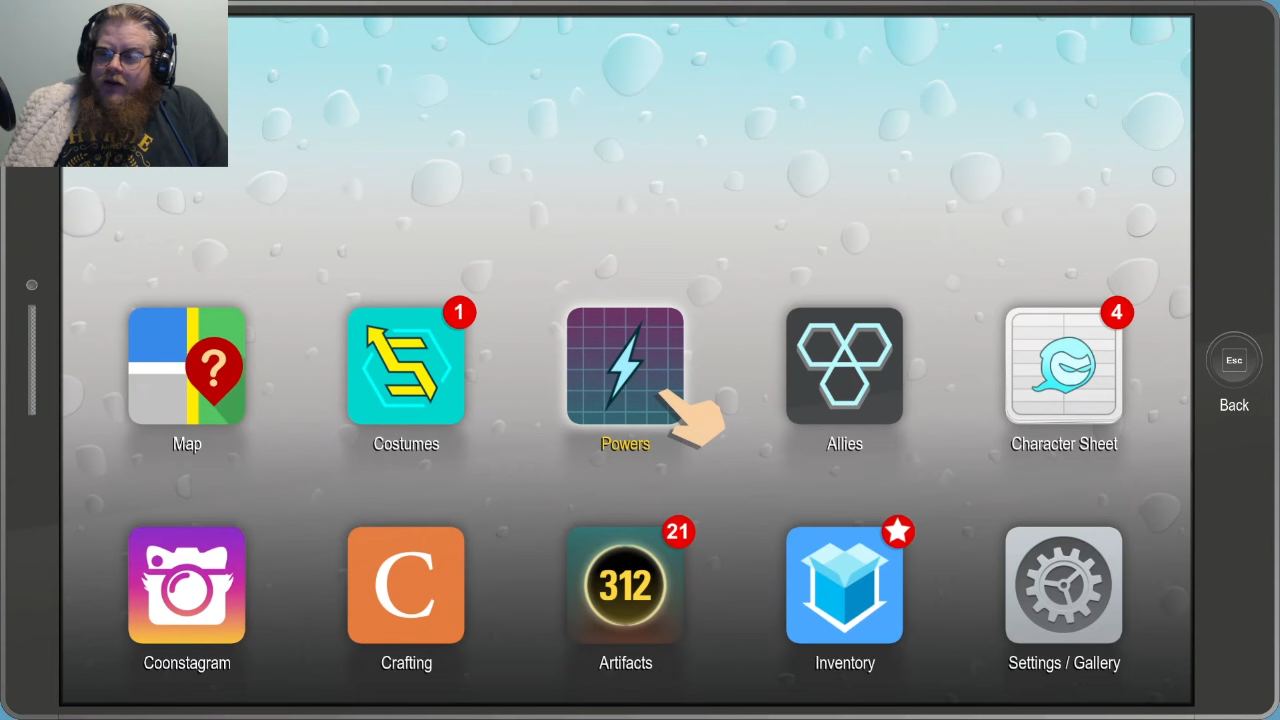 1
4
?
Map
Costumes
Powers
Allies
Character Sheet
Esc
Back
21
C
312
Coonstagram
Crafting
Artifacts
Inventory
Settings / Gallery